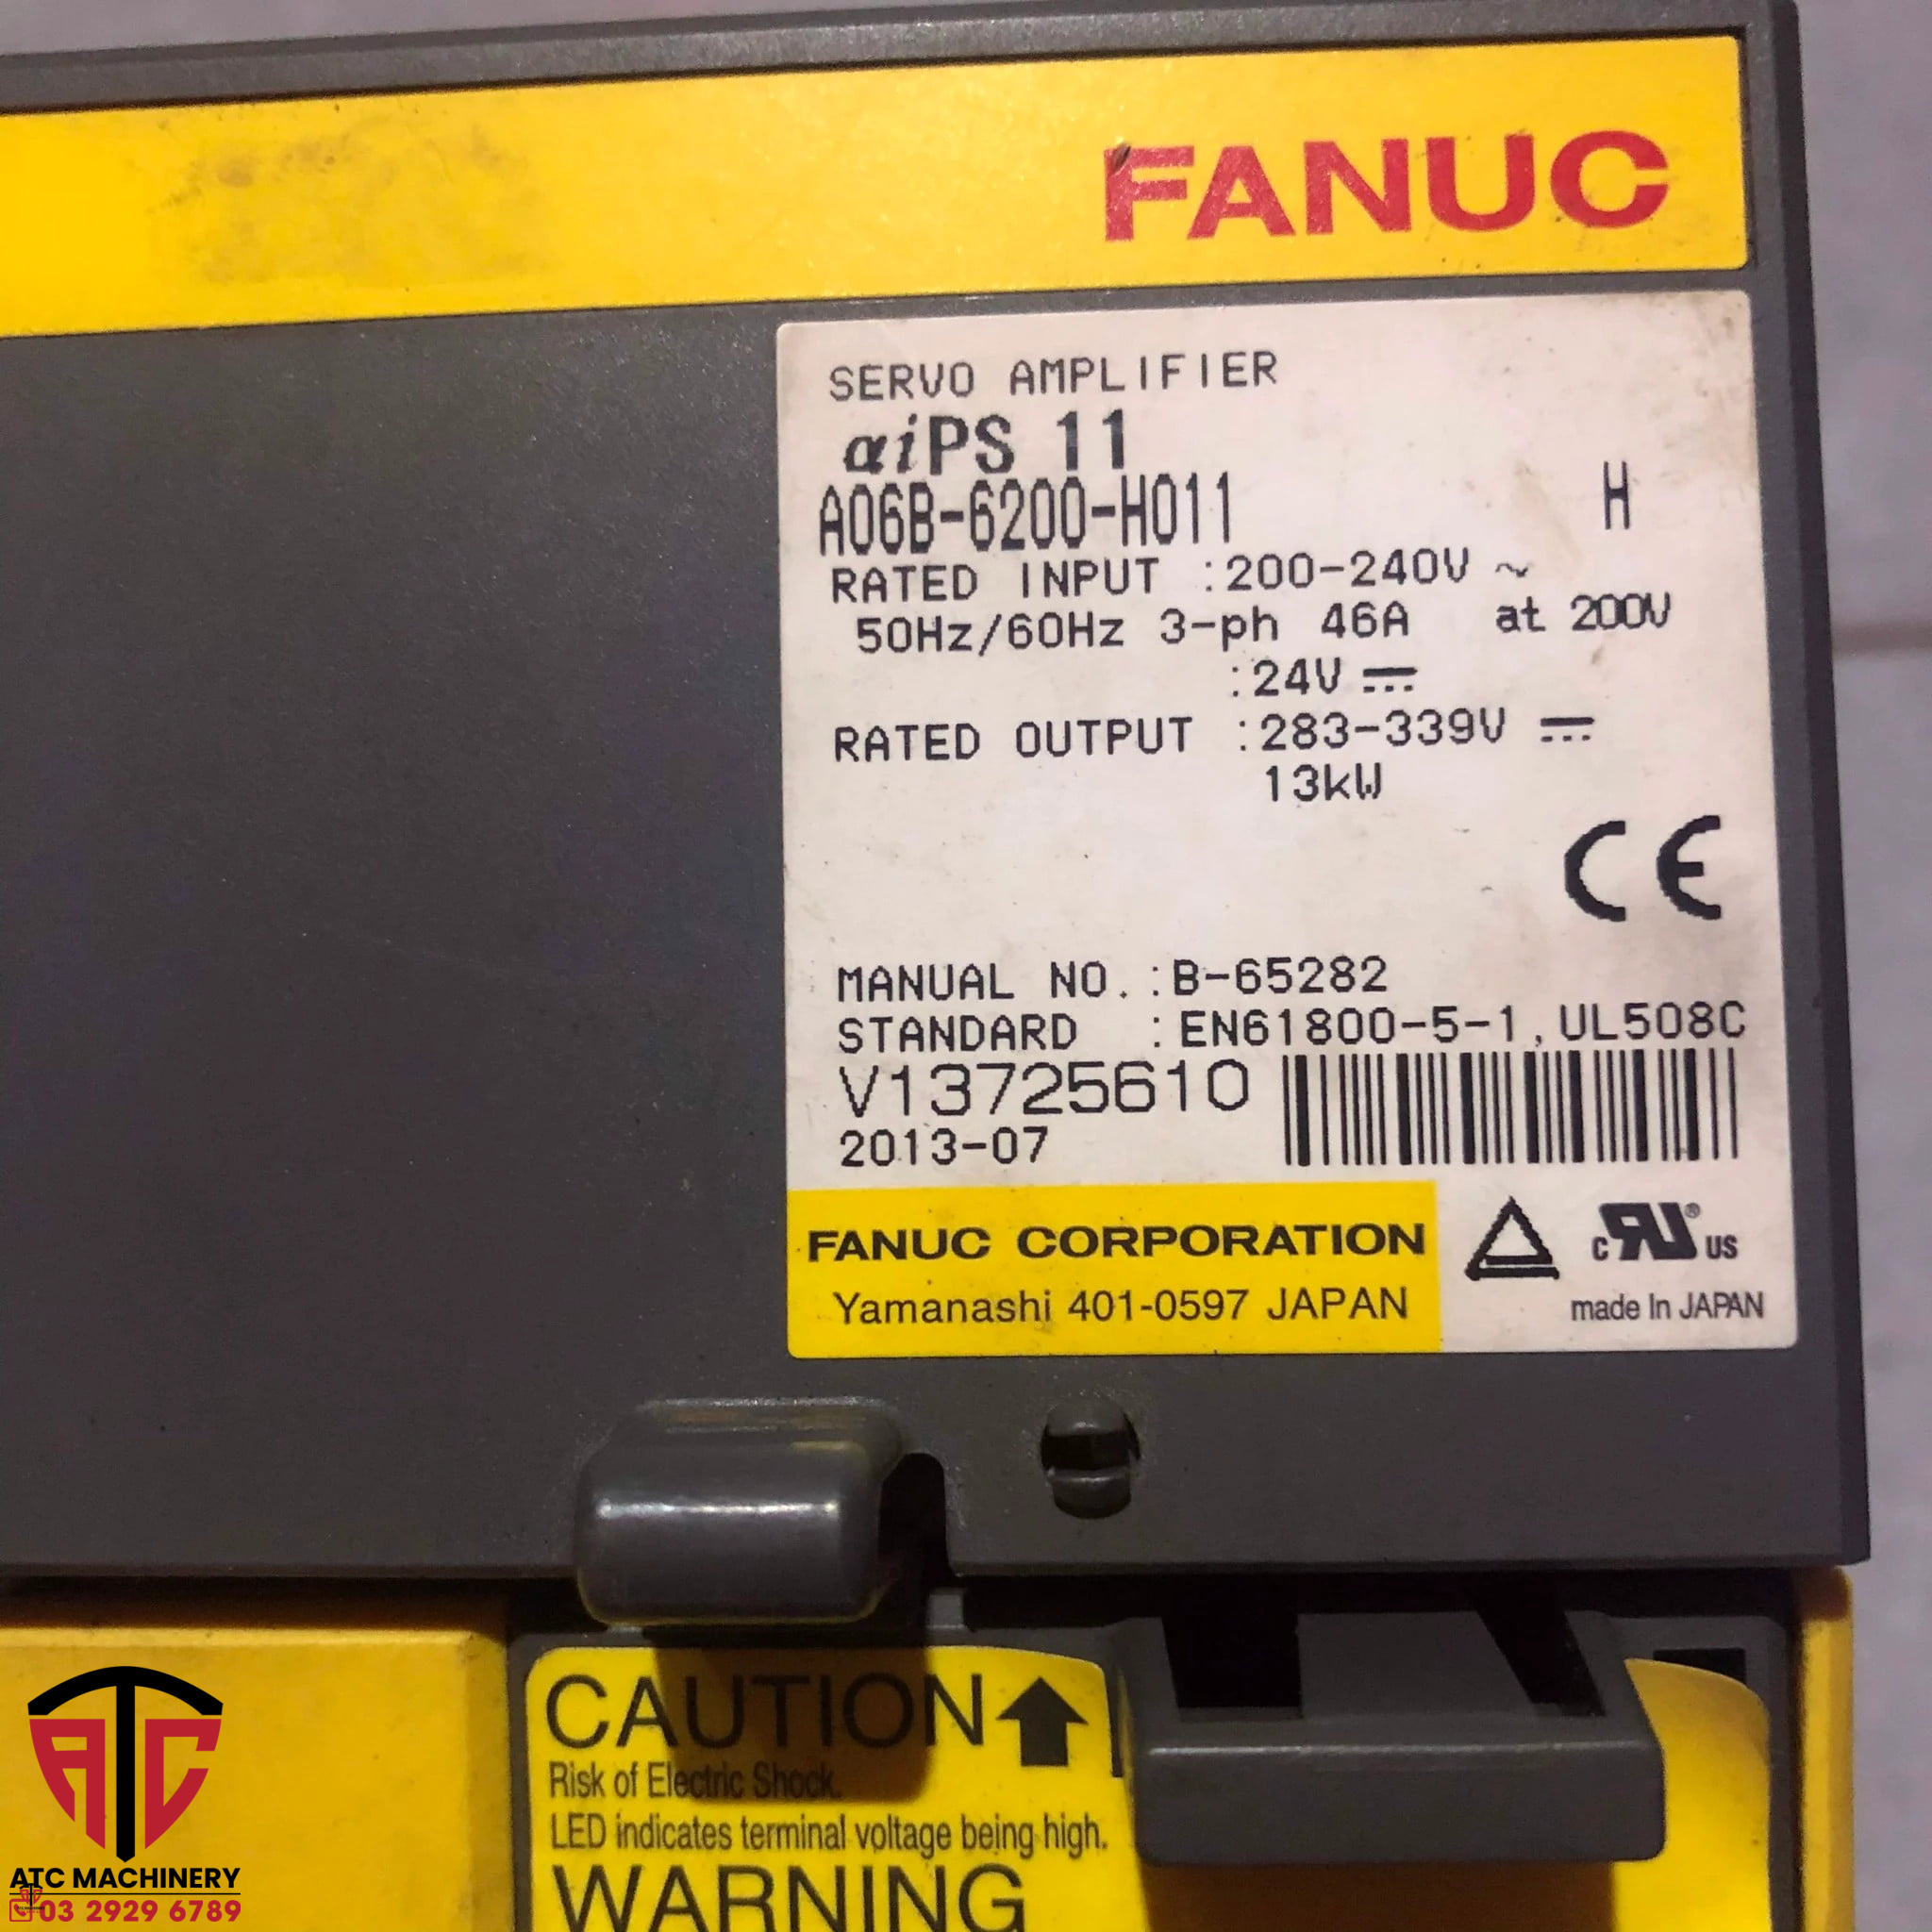 FANUC
SERVO AMPLIFIER
αiPS 11
A06B-6200-H011 H
RATED INPUT :200-240V ~
50Hz/60Hz 3-ph 46A at 200V
:24V ⎓
RATED OUTPUT :283-339V ⎓
13kW
CE
MANUAL NO.:B-65282
STANDARD :EN61800-5-1,UL508C
V13725610
2013-07
FANUC CORPORATION
Yamanashi 401-0597 JAPAN
c RU ® US
made In JAPAN
CAUTION
Risk of Electric Shock.
LED indicates terminal voltage being high.
WARNING
ATC
ATC MACHINERY
03 2929 6789